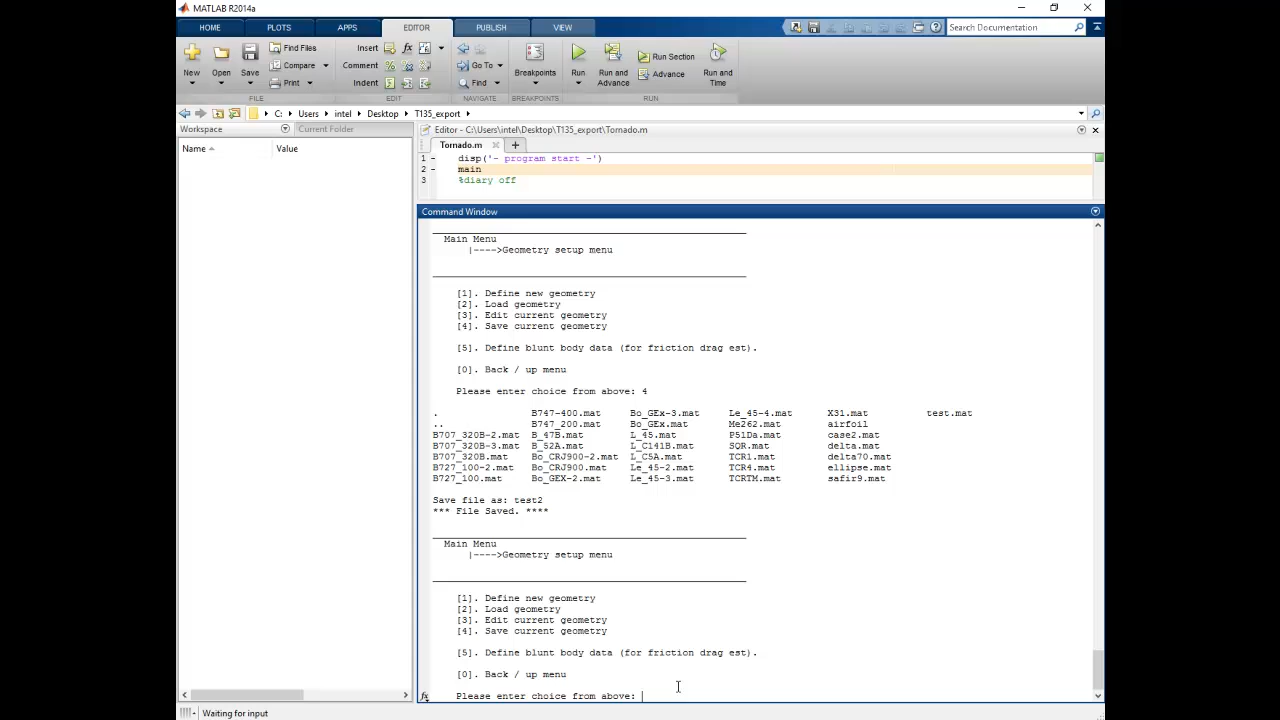 MATLAB R2014a
HOME PLOTS APPS EDITOR PUBLISH VIEW Search Documentation
New Open Save Find Files Compare Print Insert Comment Indent Go To Find Breakpoints Run Run and Advance Run Section Advance Run and Time
FILE EDIT NAVIGATE BREAKPOINTS RUN
C: Users intel Desktop T135_export
Workspace Current Folder
Name Value
Editor - C:\Users\intel\Desktop\T135_export\Tornado.m
Tornado.m
1 - disp('- program start -')
2 - main
3 %diary off
Command Window
Main Menu
|---->Geometry setup menu
[1]. Define new geometry
[2]. Load geometry
[3]. Edit current geometry
[4]. Save current geometry
[5]. Define blunt body data (for friction drag est).
[0]. Back / up menu
Please enter choice from above: 4
. B747-400.mat Bo_GEx-3.mat Le_45-4.mat X31.mat test.mat
.. B747_200.mat Bo_GEx.mat Me262.mat airfoil
B707_320B-2.mat B_47B.mat L_45.mat P51Da.mat case2.mat
B707_320B-3.mat B_52A.mat L_C141B.mat SQR.mat delta.mat
B707_320B.mat Bo_CRJ900-2.mat L_C5A.mat TCR1.mat delta70.mat
B727_100-2.mat Bo_CRJ900.mat Le_45-2.mat TCR4.mat ellipse.mat
B727_100.mat Bo_GEX-2.mat Le_45-3.mat TCRTM.mat safir9.mat
Save file as: test2
*** File Saved. ****
Main Menu
|---->Geometry setup menu
[1]. Define new geometry
[2]. Load geometry
[3]. Edit current geometry
[4]. Save current geometry
[5]. Define blunt body data (for friction drag est).
[0]. Back / up menu
fx Please enter choice from above:
Waiting for input